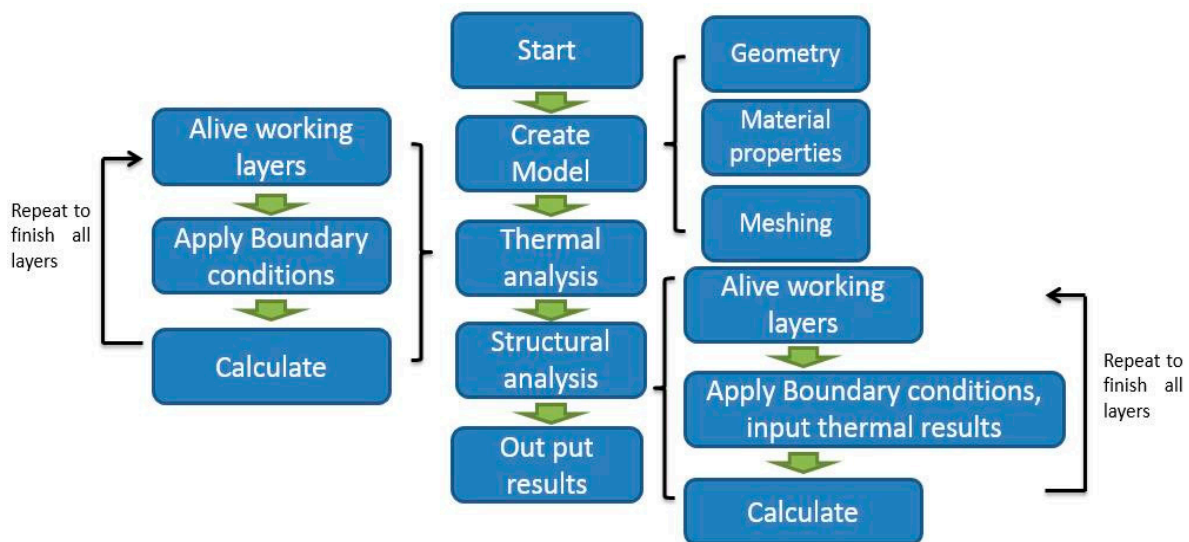 Start
Create
Model
Thermal
analysis
Structural
analysis
Out put
results
Geometry
Material
properties
Meshing
Alive working
layers
Apply Boundary
conditions
Calculate
Repeat to
finish all
layers
Alive working
layers
Apply Boundary conditions,
input thermal results
Calculate
Repeat to
finish all
layers